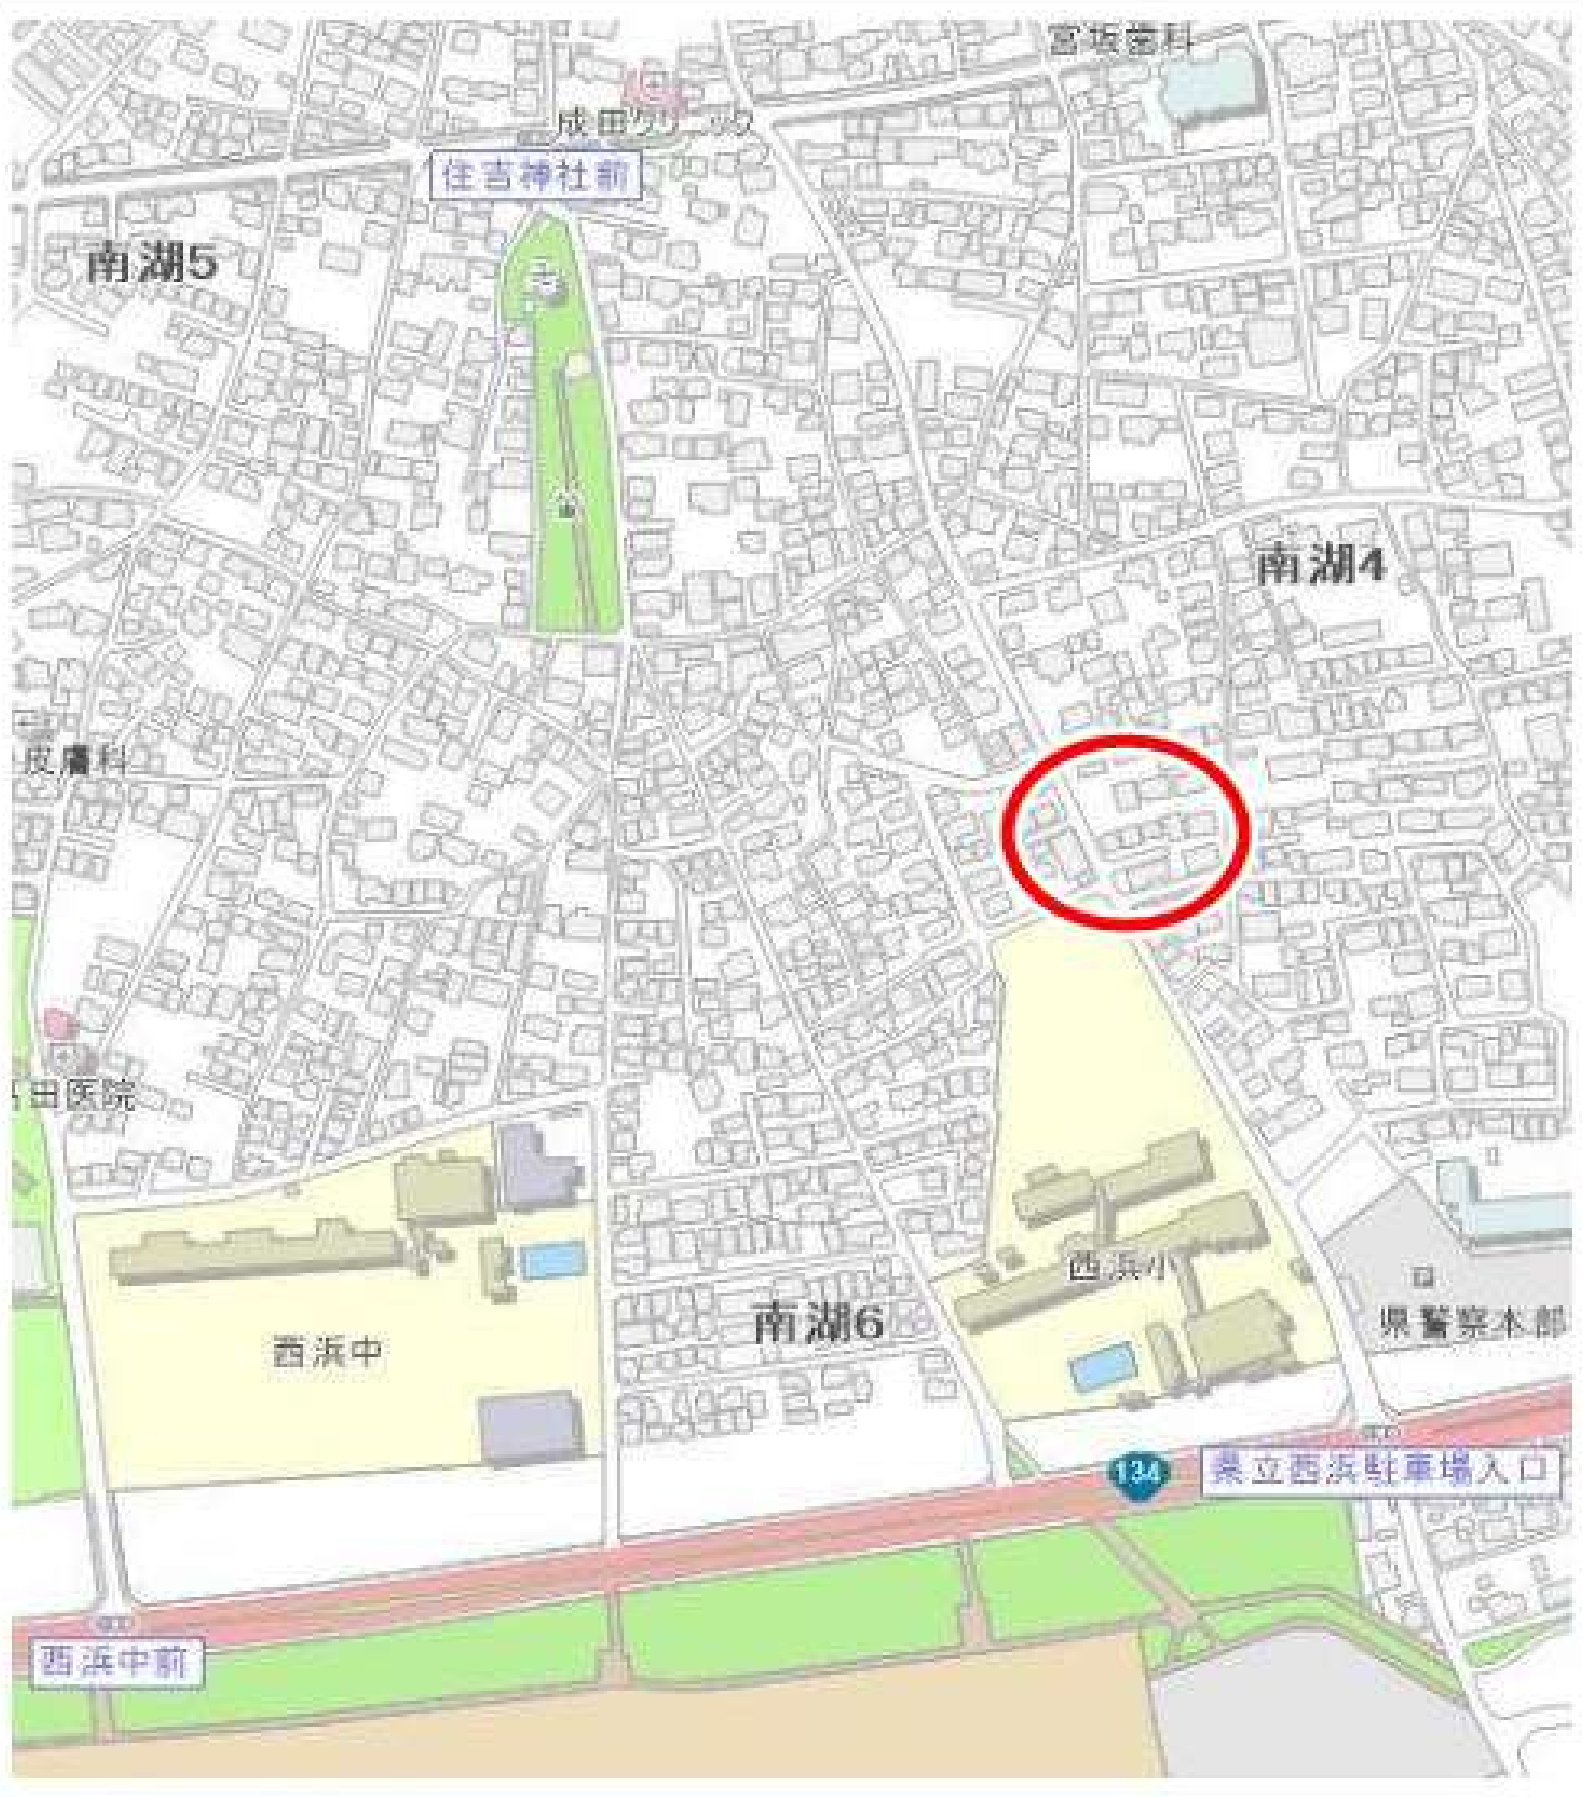 宮坂歯科
成田クリニック
住吉神社前
南湖5
南湖4
皮膚科
田医院
西浜小
南湖6
県警察本部
西浜中
134
県立西浜駐車場入口
西浜中前